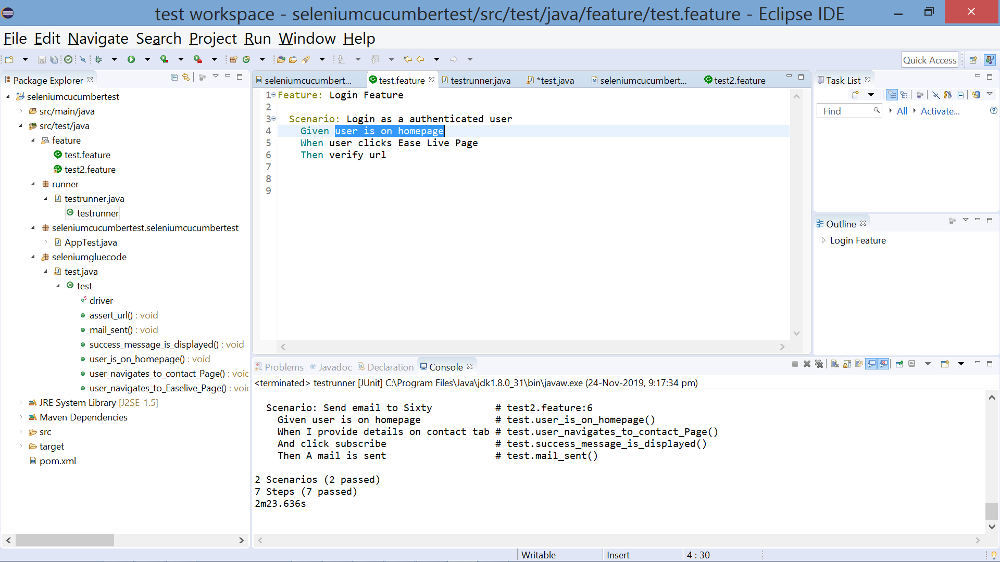 test workspace - seleniumcucumbertest/src/test/java/feature/test.feature - Eclipse IDE
File Edit Navigate Search Project Run Window Help
Quick Access
Package Explorer
seleniumcucumbertest
src/main/java
src/test/java
feature
test.feature
test2.feature
runner
testrunner.java
testrunner
seleniumcucumbertest.seleniumcucumbertest
AppTest.java
seleniumgluecode
test.java
test
driver
assert_url() : void
mail_sent() : void
success_message_is_displayed() : void
user_is_on_homepage() : void
user_navigates_to_contact_Page() : voic
user_navigates_to_Easelive_Page() : voic
JRE System Library [J2SE-1.5]
Maven Dependencies
src
target
pom.xml
seleniumcucumbert... test.feature testrunner.java *test.java seleniumcucumbert... test2.feature
1 Feature: Login Feature
2
3 Scenario: Login as a authenticated user
4 Given user is on homepage
5 When user clicks Ease Live Page
6 Then verify url
7
8
9
Task List
Find All Activate...
Outline
Login Feature
Problems @ Javadoc Declaration Console
<terminated> testrunner [JUnit] C:\Program Files\Java\jdk1.8.0_31\bin\javaw.exe (24-Nov-2019, 9:17:34 pm)
Scenario: Send email to Sixty # test2.feature:6
Given user is on homepage # test.user_is_on_homepage()
When I provide details on contact tab # test.user_navigates_to_contact_Page()
And click subscribe # test.success_message_is_displayed()
Then A mail is sent # test.mail_sent()
2 Scenarios (2 passed)
7 Steps (7 passed)
2m23.636s
Writable Insert 4 : 30